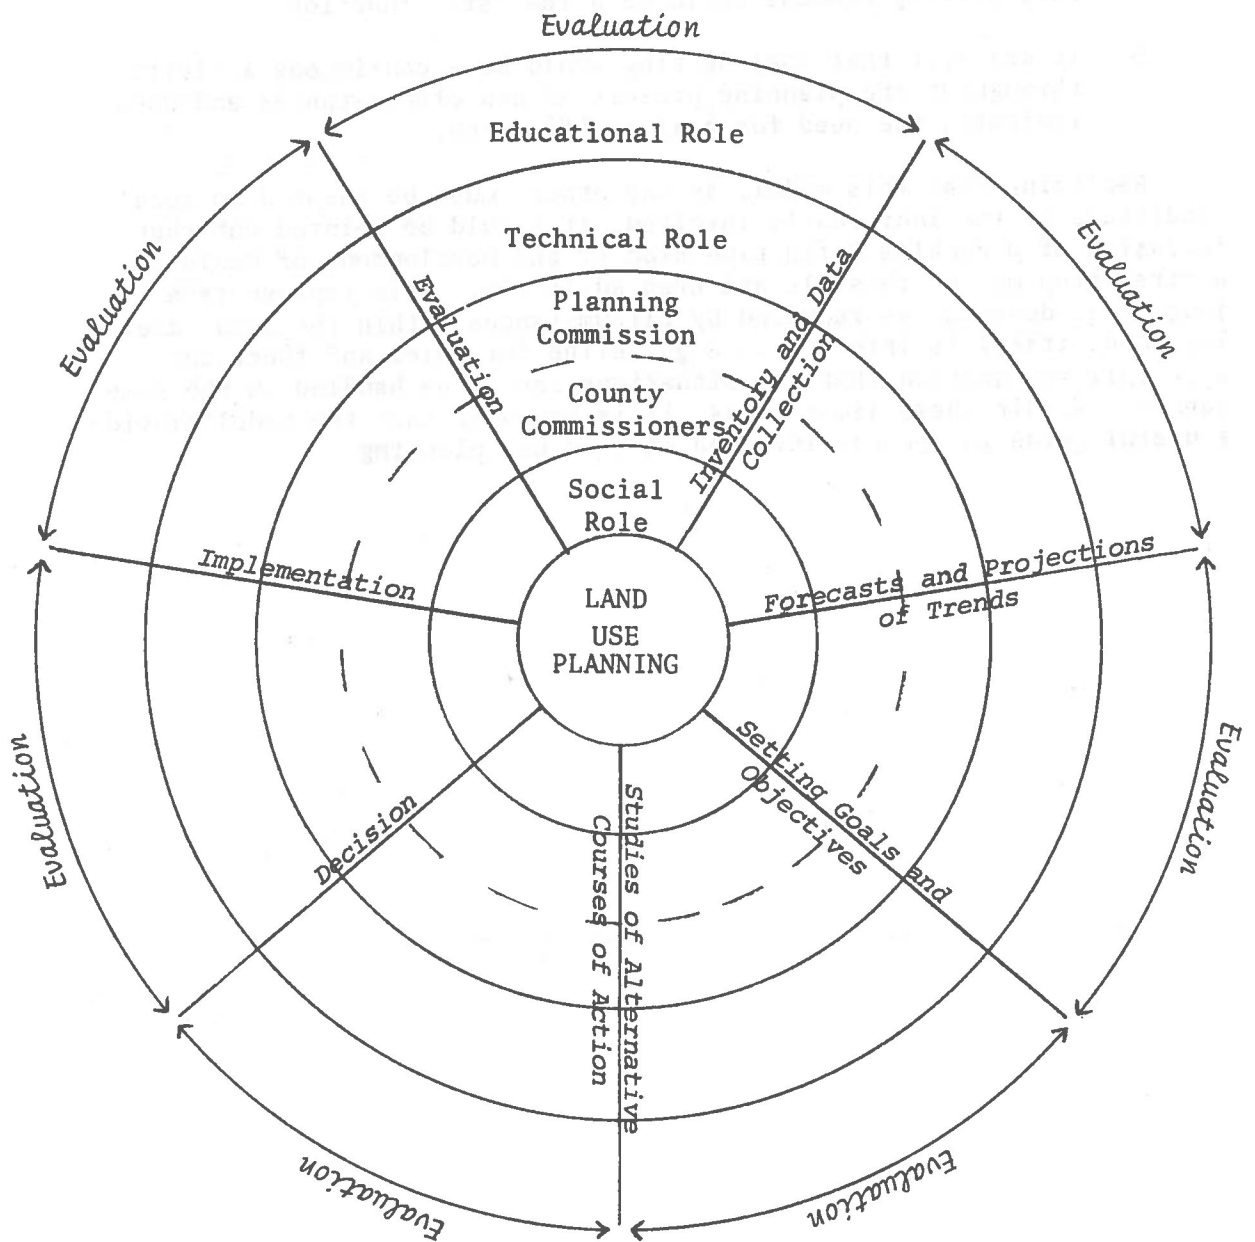 Evaluation
Educational Role
Technical Role
Planning
Commission
County
Commissioners
Social
Role
LAND
USE
PLANNING
Evaluation
Inventory and Data
Collection
Evaluation
Forecasts and Projections
of Trends
Evaluation
Setting Goals and
Objectives
Evaluation
Studies of Alternative
Courses of Action
Evaluation
Decision
Evaluation
Implementation
Evaluation